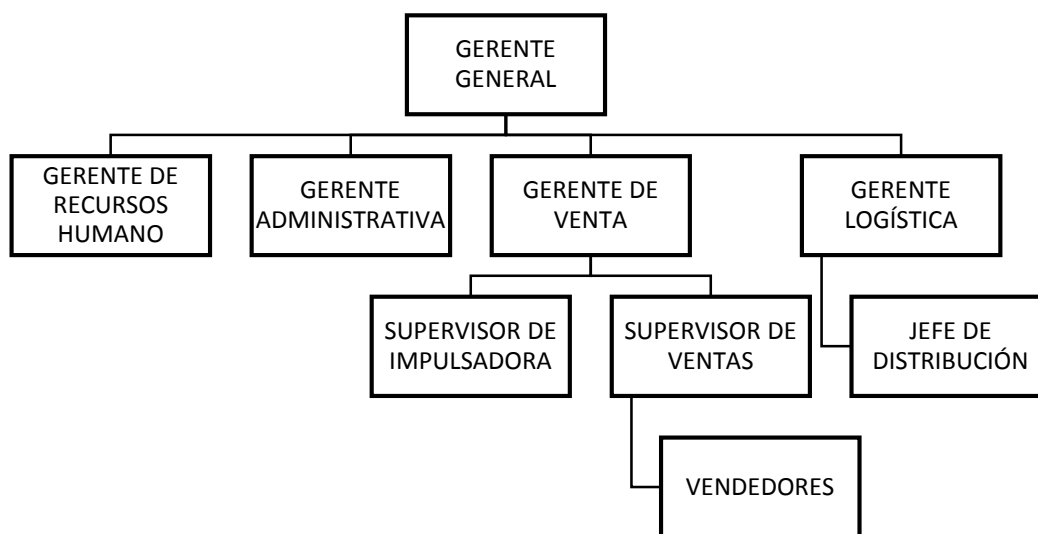 GERENTE
GENERAL
GERENTE DE
RECURSOS
HUMANO
GERENTE
ADMINISTRATIVA
GERENTE DE
VENTA
GERENTE
LOGÍSTICA
SUPERVISOR DE
IMPULSADORA
SUPERVISOR DE
VENTAS
JEFE DE
DISTRIBUCIÓN
VENDEDORES